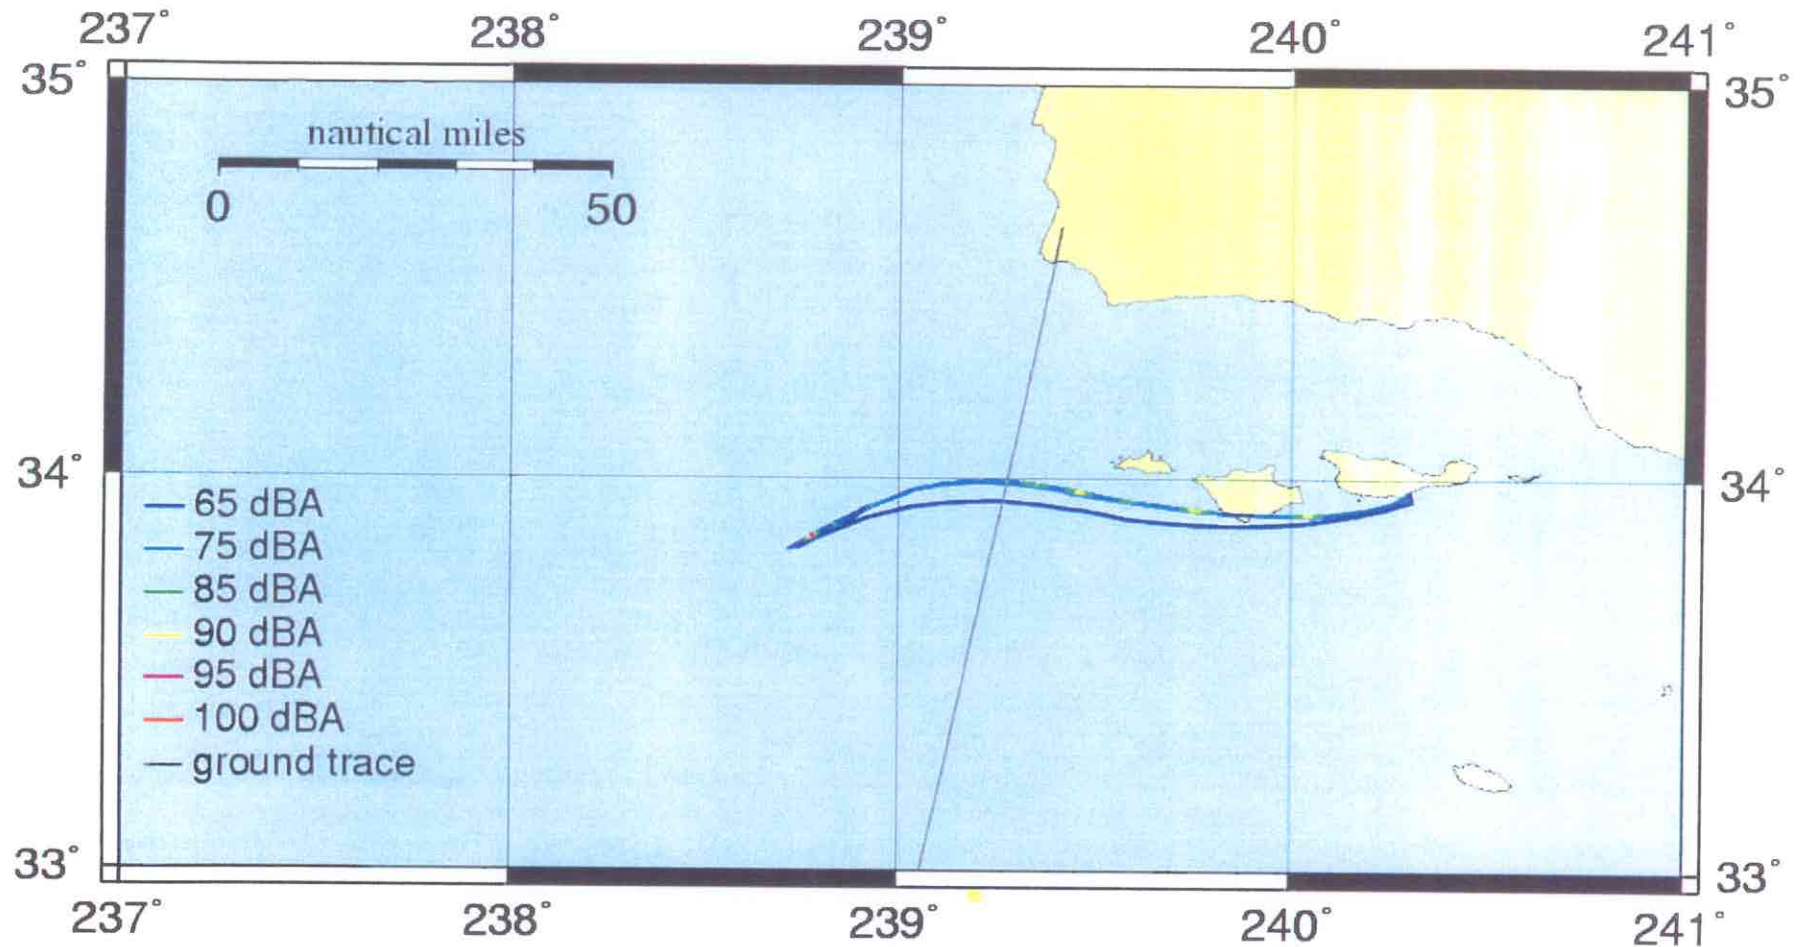 237° 238° 239° 240° 241°
35° 35°
nautical miles
0 50
34° 34°
65 dBA
75 dBA
85 dBA
90 dBA
95 dBA
100 dBA
ground trace
33° 33°
237° 238° 239° 240° 241°